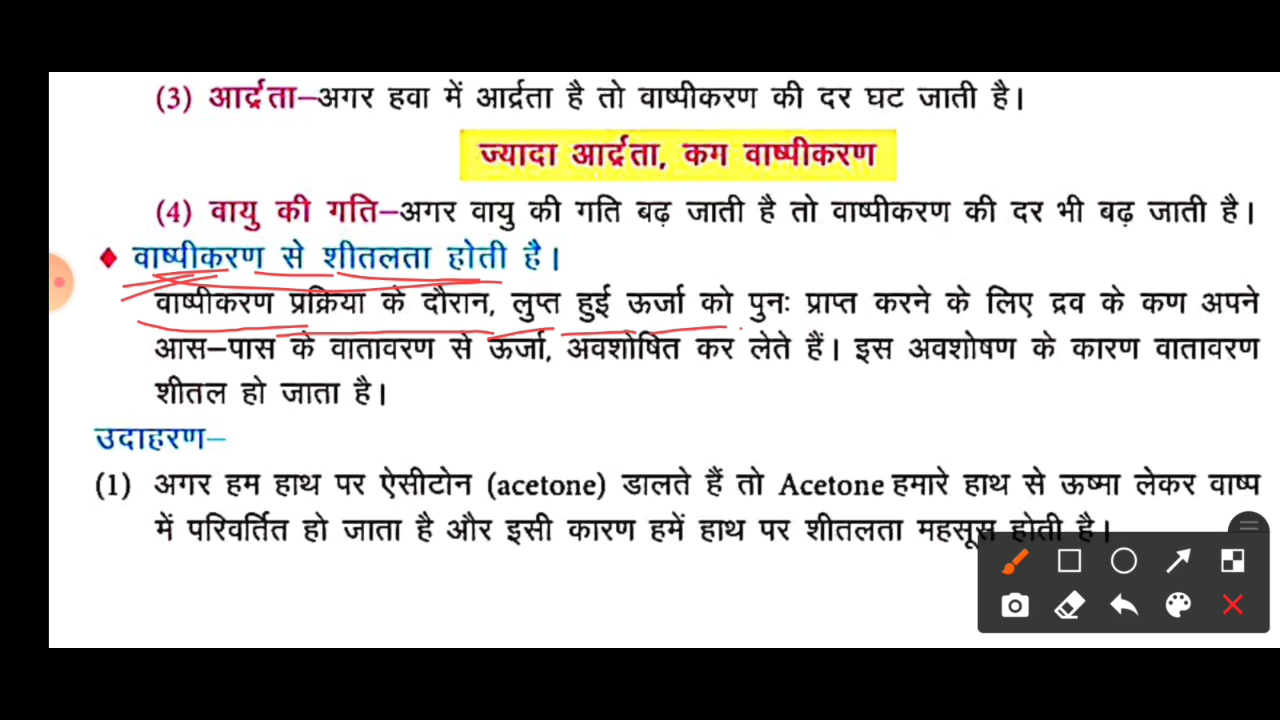 (3) आर्द्रता–अगर हवा में आर्द्रता है तो वाष्पीकरण की दर घट जाती है।
ज्यादा आर्द्रता, कम वाष्पीकरण
(4) वायु की गति–अगर वायु की गति बढ़ जाती है तो वाष्पीकरण की दर भी बढ़ जाती है।
♦ वाष्पीकरण से शीतलता होती है।
वाष्पीकरण प्रक्रिया के दौरान, लुप्त हुई ऊर्जा को पुनः प्राप्त करने के लिए द्रव के कण अपने
आस–पास के वातावरण से ऊर्जा, अवशोषित कर लेते हैं। इस अवशोषण के कारण वातावरण
शीतल हो जाता है।
उदाहरण–
(1) अगर हम हाथ पर ऐसीटोन (acetone) डालते हैं तो Acetone हमारे हाथ से ऊष्मा लेकर वाष्प
में परिवर्तित हो जाता है और इसी कारण हमें हाथ पर शीतलता महसूस होती है।